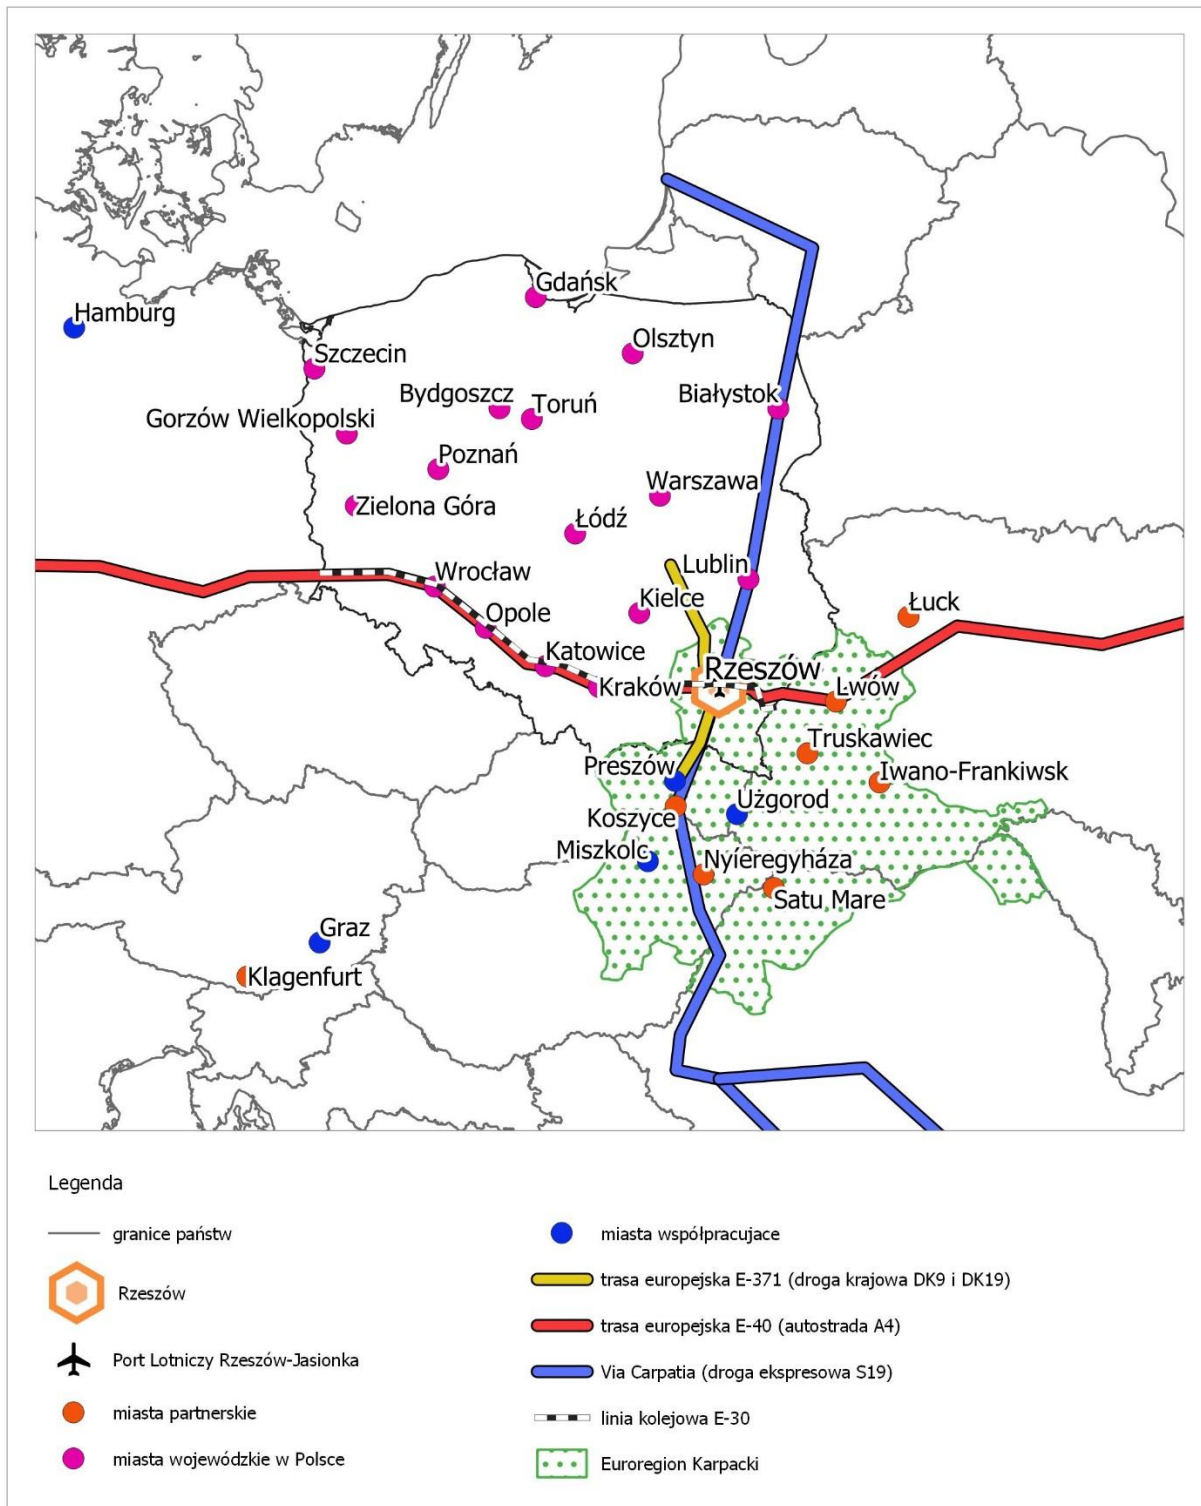 Gdańsk
Hamburg
Olsztyn
Szczecin
Bydgoszcz
Toruń
Białystok
Gorzów Wielkopolski
Poznań
Warszawa
Zielona Góra
Łódź
Wrocław
Lublin
Kielce
Łuck
Opole
Katowice
Rzeszów
Kraków
Lwów
Truskawiec
Preszów
Iwano-Frankiwsk
Użgorod
Koszyce
Miszkolc
Nyíeregyháza
Satu Mare
Graz
Klagenfurt
Legenda
granice państw
Rzeszów
Port Lotniczy Rzeszów-Jasionka
miasta partnerskie
miasta wojewódzkie w Polsce
miasta współpracujace
trasa europejska E-371 (droga krajowa DK9 i DK19)
trasa europejska E-40 (autostrada A4)
Via Carpatia (droga ekspresowa S19)
linia kolejowa E-30
Euroregion Karpacki